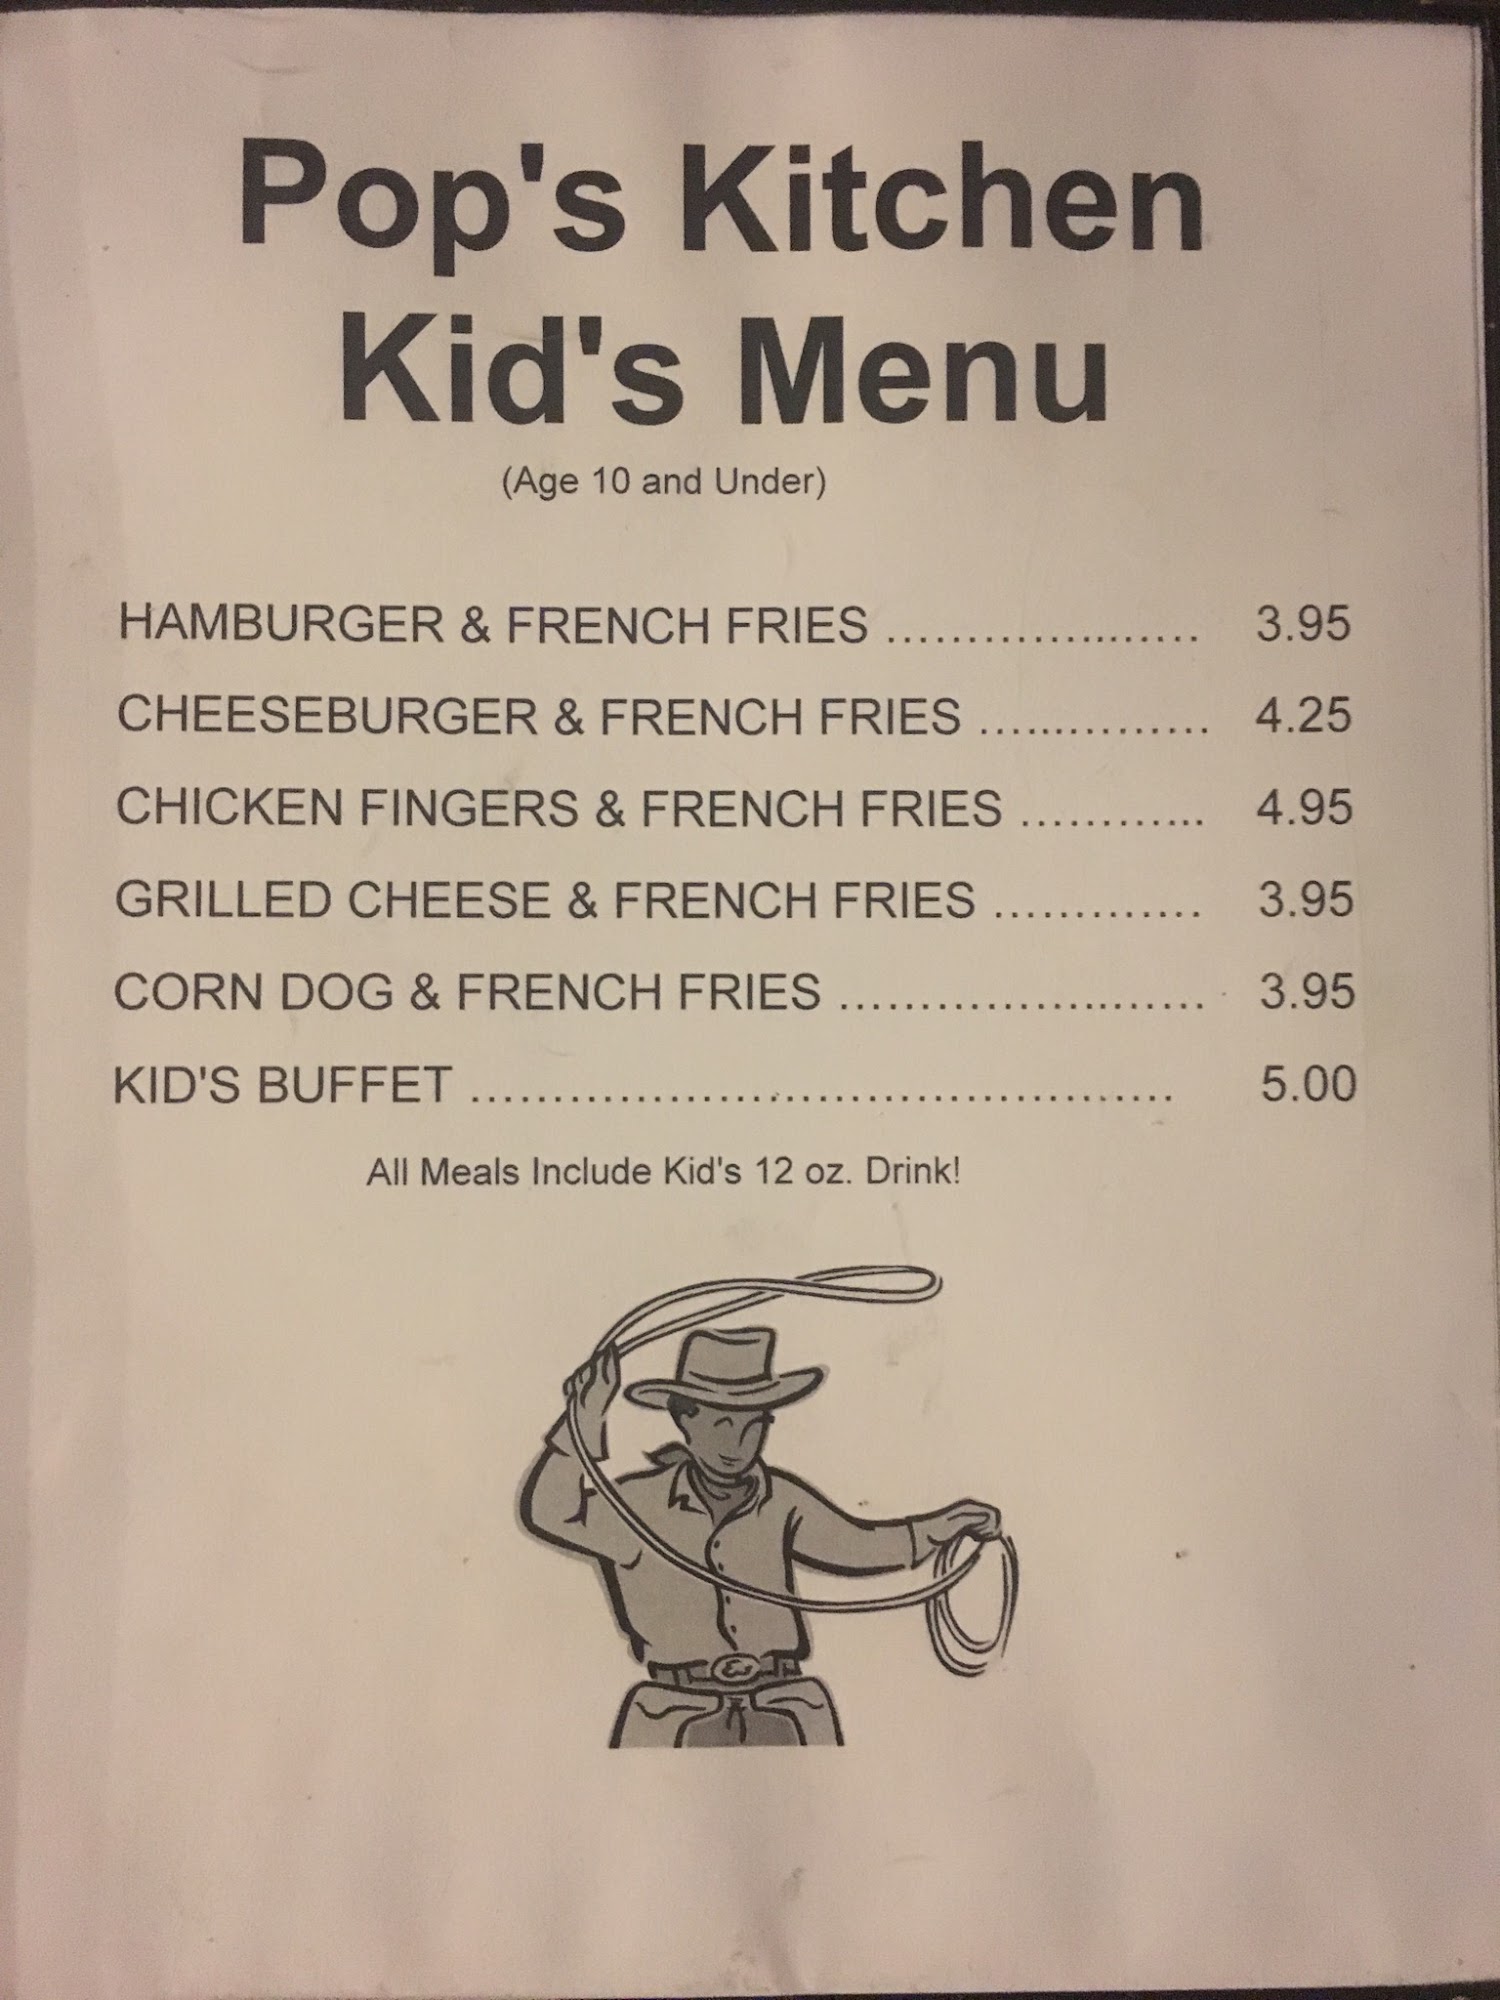 Pop's Kitchen
Kid's Menu
(Age 10 and Under)
HAMBURGER & FRENCH FRIES ..................... 3.95
CHEESEBURGER & FRENCH FRIES ............... 4.25
CHICKEN FINGERS & FRENCH FRIES ............ 4.95
GRILLED CHEESE & FRENCH FRIES ............. 3.95
CORN DOG & FRENCH FRIES ........................ 3.95
KID'S BUFFET ............................................. 5.00
All Meals Include Kid's 12 oz. Drink!